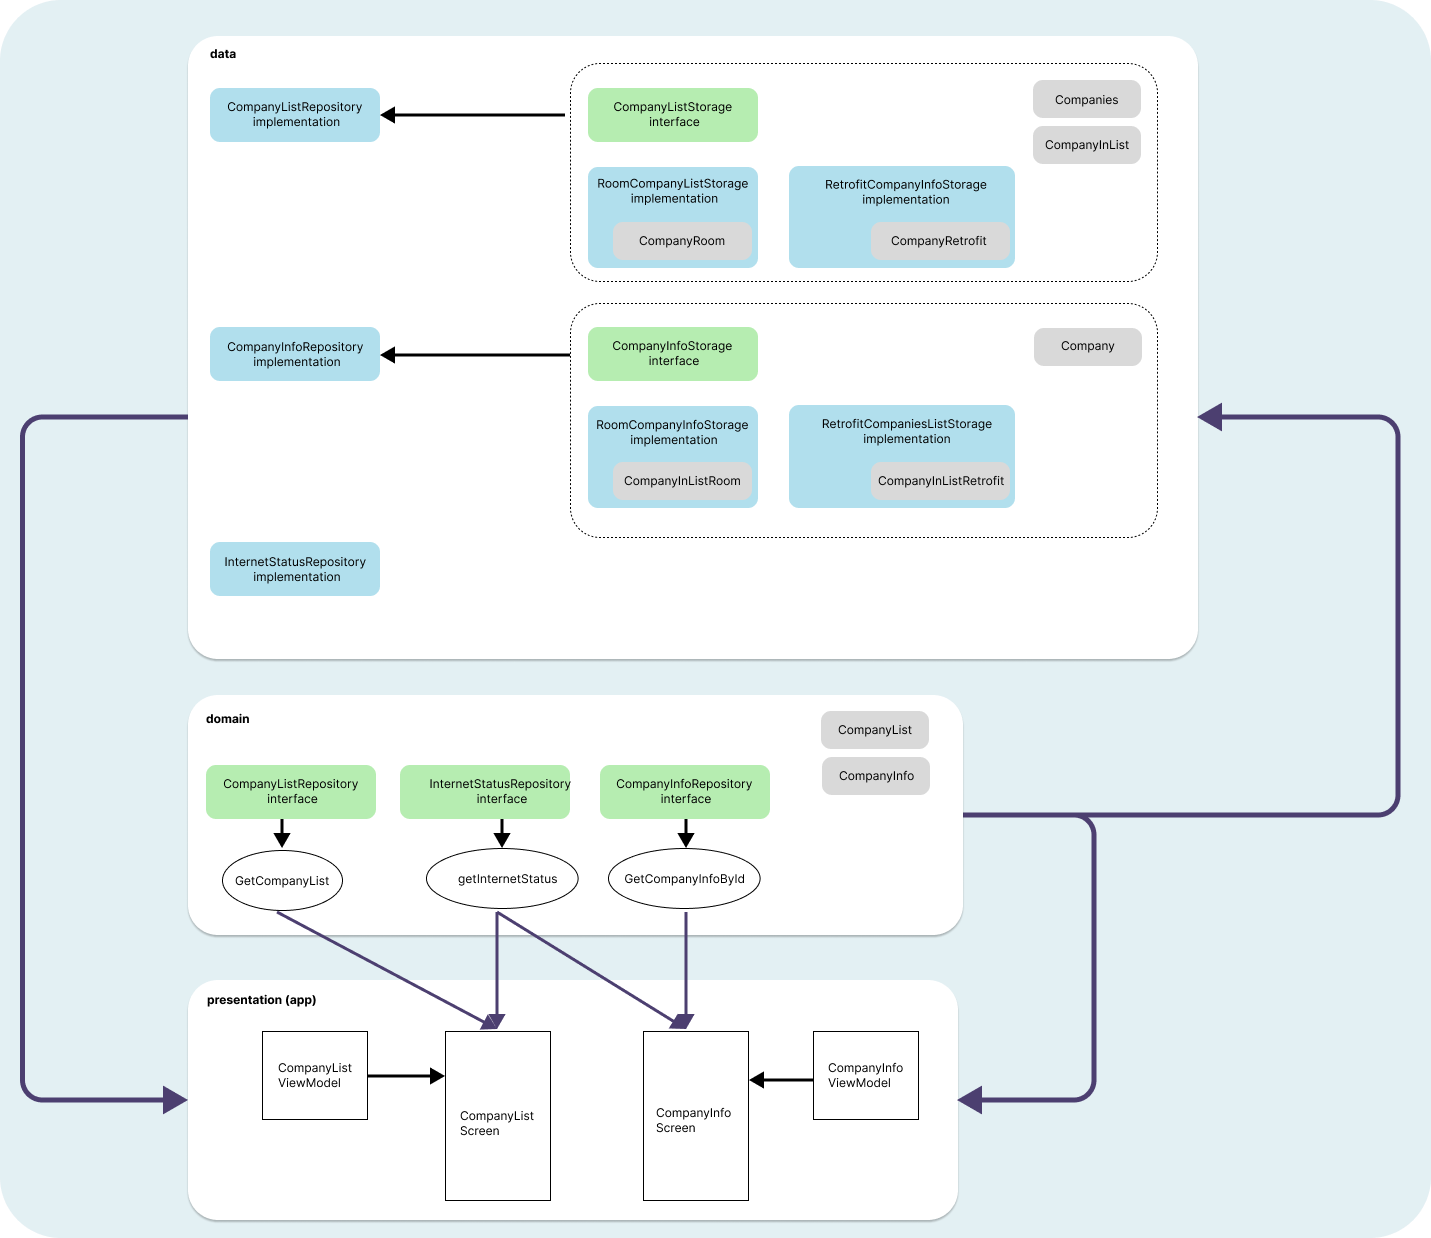 data
CompanyListRepository
implementation
CompanyListStorage
interface
Companies
CompanyInList
RoomCompanyListStorage
implementation
CompanyRoom
RetrofitCompanyInfoStorage
implementation
CompanyRetrofit
CompanyInfoRepository
implementation
CompanyInfoStorage
interface
Company
RoomCompanyInfoStorage
implementation
CompanyInListRoom
RetrofitCompaniesListStorage
implementation
CompanyInListRetrofit
InternetStatusRepository
implementation
domain
CompanyList
CompanyInfo
CompanyListRepository
interface
InternetStatusRepository
interface
CompanyInfoRepository
interface
GetCompanyList
getInternetStatus
GetCompanyInfoById
presentation (app)
CompanyList
ViewModel
CompanyList
Screen
CompanyInfo
Screen
CompanyInfo
ViewModel